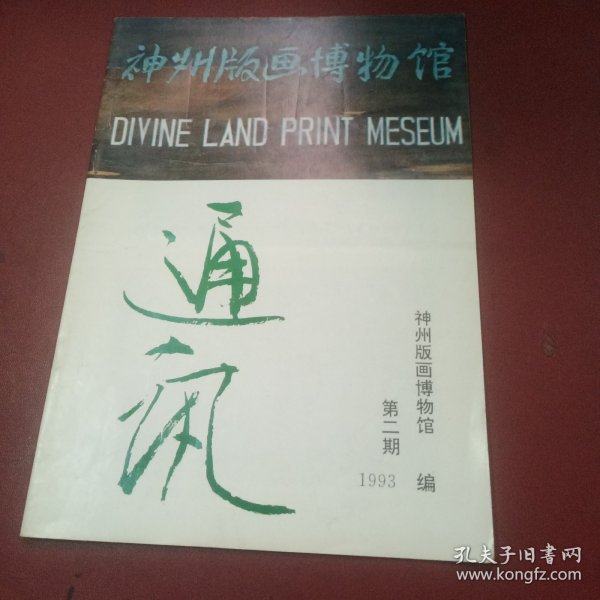 神州版画博物馆
DIVINE LAND PRINT MESEUM
通讯
神州版画博物馆 编
第二期
1993
孔夫子旧书网
www.kongfz.com